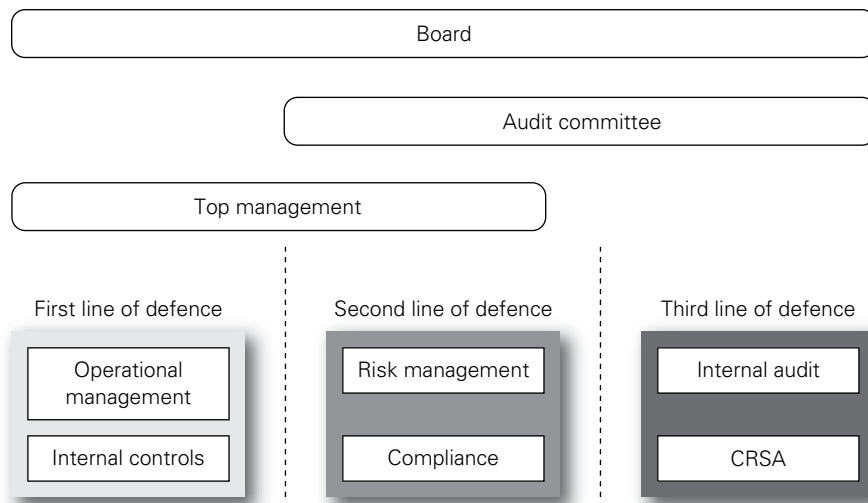 Board
Audit committee
Top management
First line of defence
Second line of defence
Third line of defence
Operational
management
Risk management
Internal audit
Internal controls
Compliance
CRSA